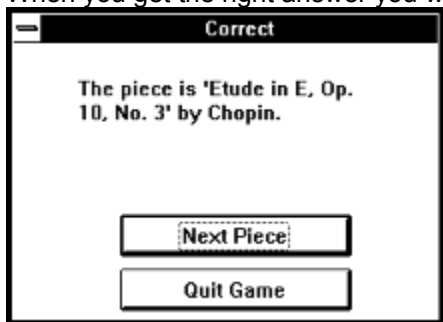 When you get the right answer you w
Correct
The piece is 'Etude in E, Op.
10, No. 3' by Chopin.
Next Piece
Quit Game